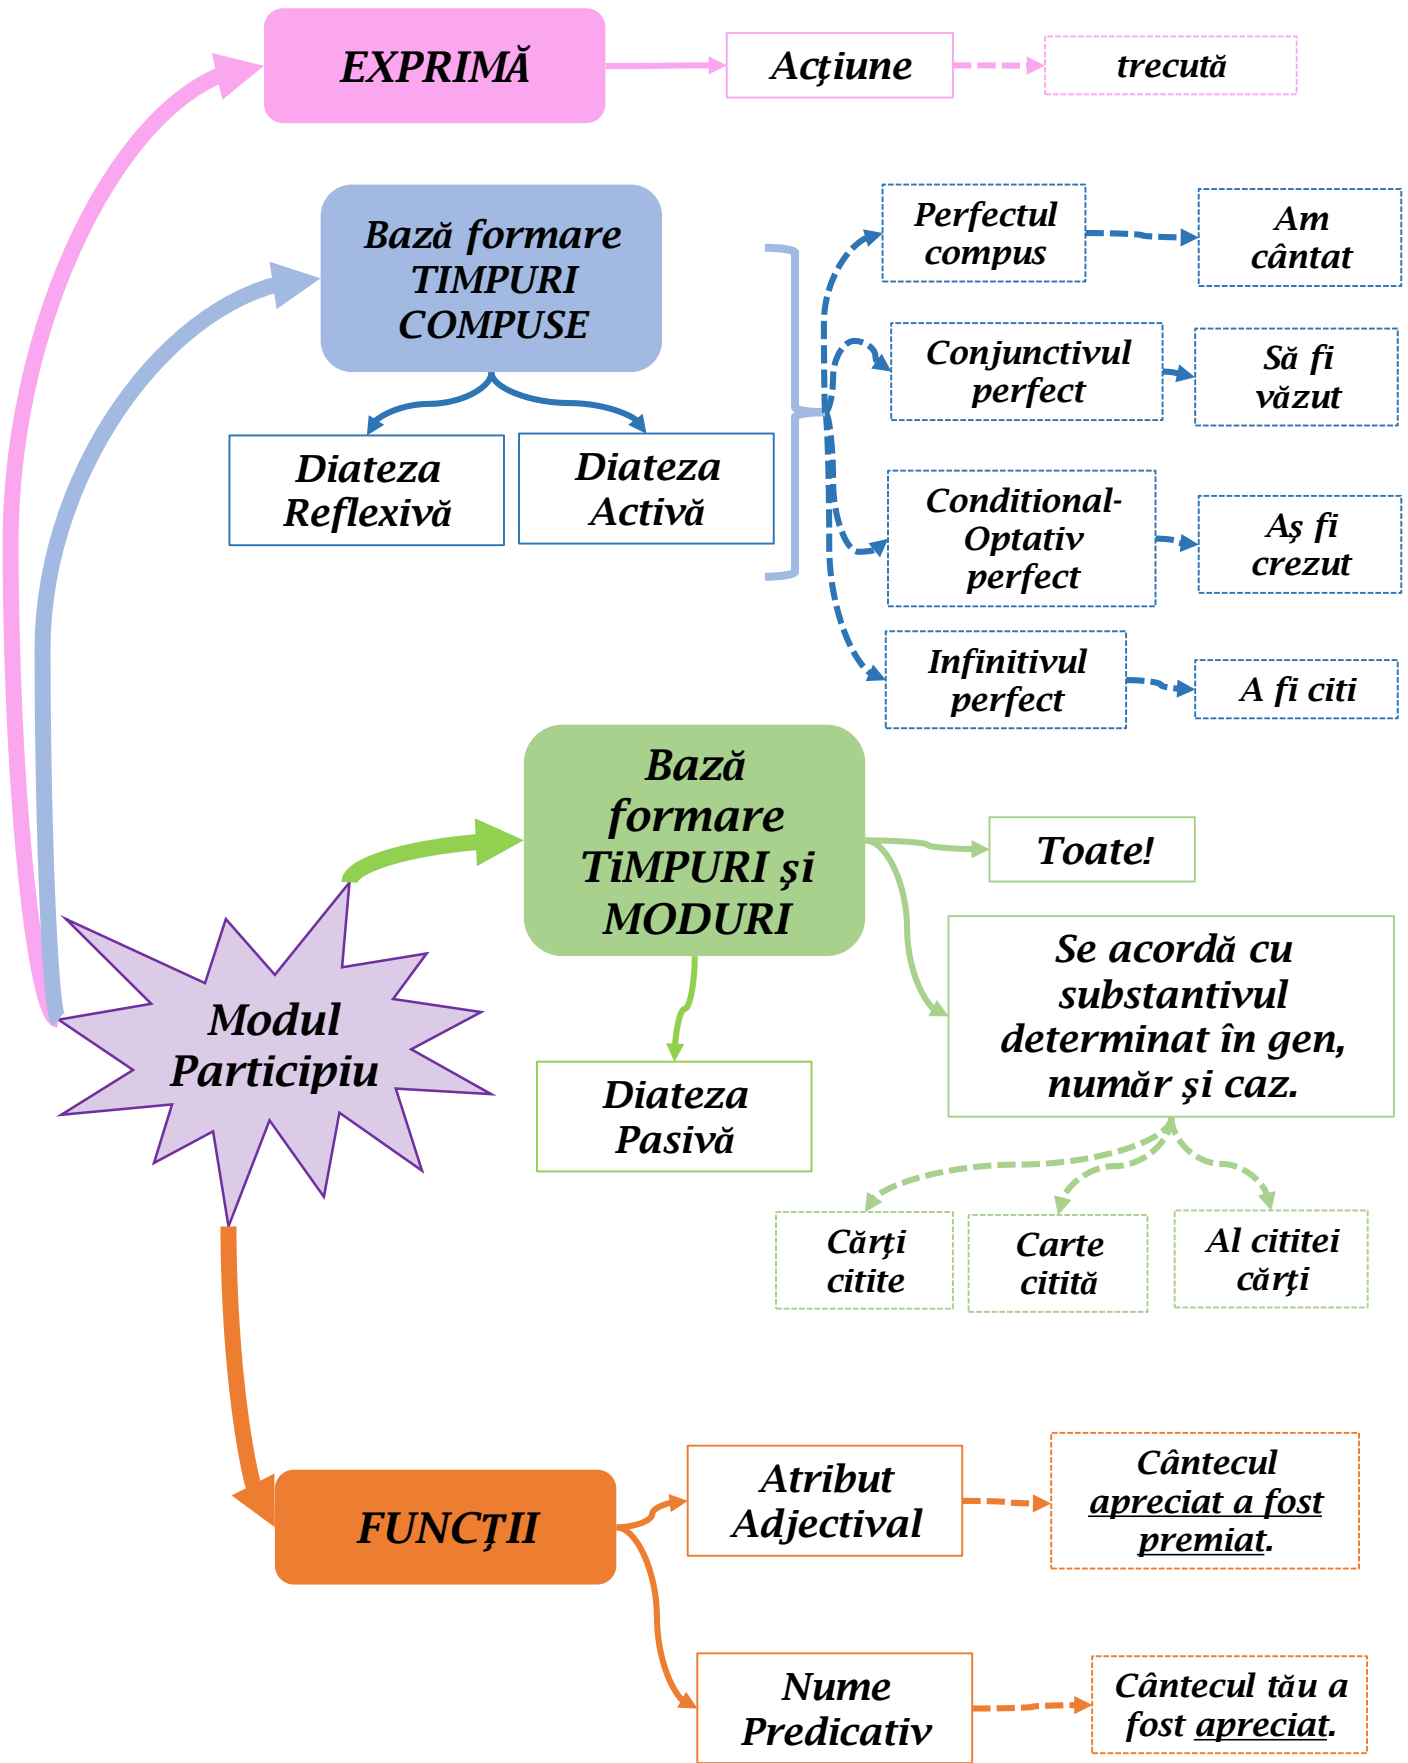 EXPRIMĂ
Acțiune
trecută
Bază formare
TIMPURI
COMPUSE
Diateza
Reflexivă
Diateza
Activă
Perfectul
compus
Am
cântat
Conjunctivul
perfect
Să fi
văzut
Conditional-
Optativ
perfect
Aș fi
crezut
Infinitivul
perfect
A fi citi
Bază
formare
TiMPURI și
MODURI
Toate!
Se acordă cu
substantivul
determinat în gen,
număr și caz.
Modul
Participiu
Diateza
Pasivă
Cărți
citite
Carte
citită
Al cititei
cărți
FUNCȚII
Atribut
Adjectival
Cântecul
apreciat a fost
premiat.
Nume
Predicativ
Cântecul tău a
fost apreciat.